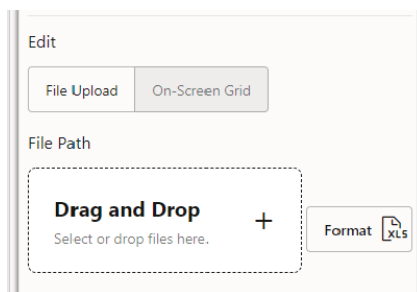 Edit
File Upload
On-Screen Grid
File Path
Drag and Drop
Select or drop files here.
+
Format
XLS